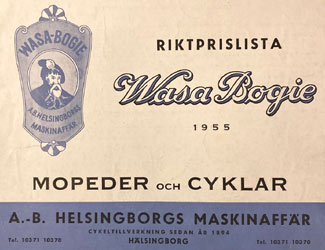 WASA-BOGIE
A.B. HELSINGBORGS
MASKINAFFÄR
RIKTPRISLISTA
Wasa Bogie
1955
MOPEDER OCH CYKLAR
A.-B. HELSINGBORGS MASKINAFFÄR
CYKELTILLVERKNING SEDAN ÅR 1884
Tel. 10271 10270 HÄLSINGBORG Tel. 10271 10270